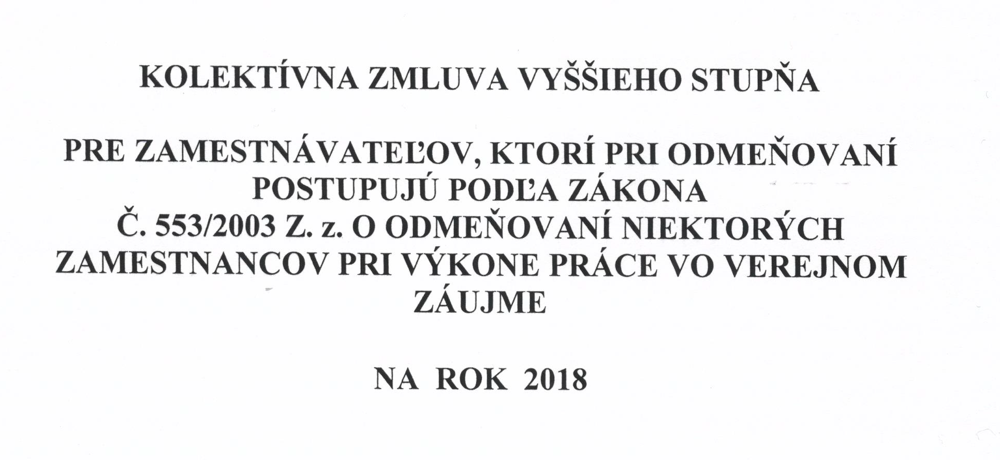 KOLEKTÍVNA ZMLUVA VYŠŠIEHO STUPŇA
PRE ZAMESTNÁVATEĽOV, KTORÍ PRI ODMEŇOVANÍ
POSTUPUJÚ PODĽA ZÁKONA
Č. 553/2003 Z. z. O ODMEŇOVANÍ NIEKTORÝCH
ZAMESTNANCOV PRI VÝKONE PRÁCE VO VEREJNOM
ZÁUJME
NA ROK 2018